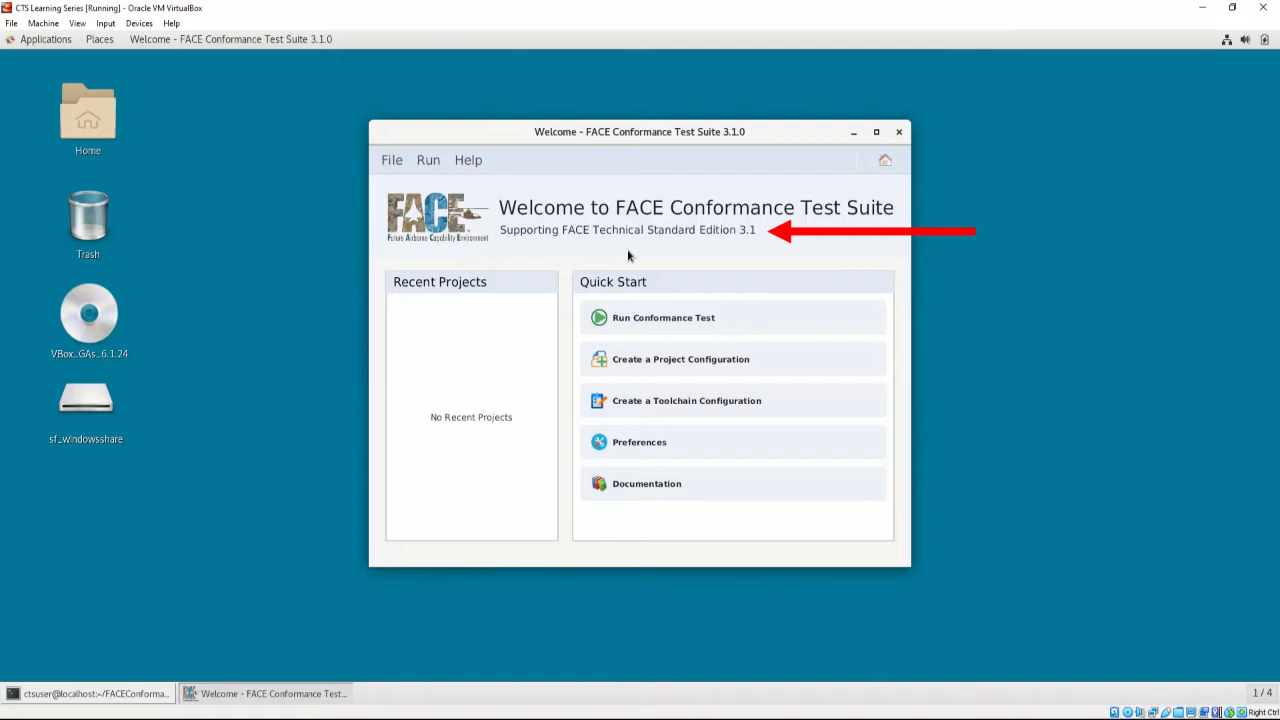 CTS Learning Series [Running] - Oracle VM VirtualBox
File Machine View Input Devices Help
Applications Places Welcome - FACE Conformance Test Suite 3.1.0
Home
Trash
VBox_GAs_6.1.24
sf_windowsshare
Welcome - FACE Conformance Test Suite 3.1.0
File Run Help
FACE
Future Airborne Capability Environment
Welcome to FACE Conformance Test Suite
Supporting FACE Technical Standard Edition 3.1
Recent Projects
No Recent Projects
Quick Start
Run Conformance Test
Create a Project Configuration
Create a Toolchain Configuration
Preferences
Documentation
ctsuser@localhost:~/FACEConforma...
Welcome - FACE Conformance Test...
1 / 4
Right Ctrl